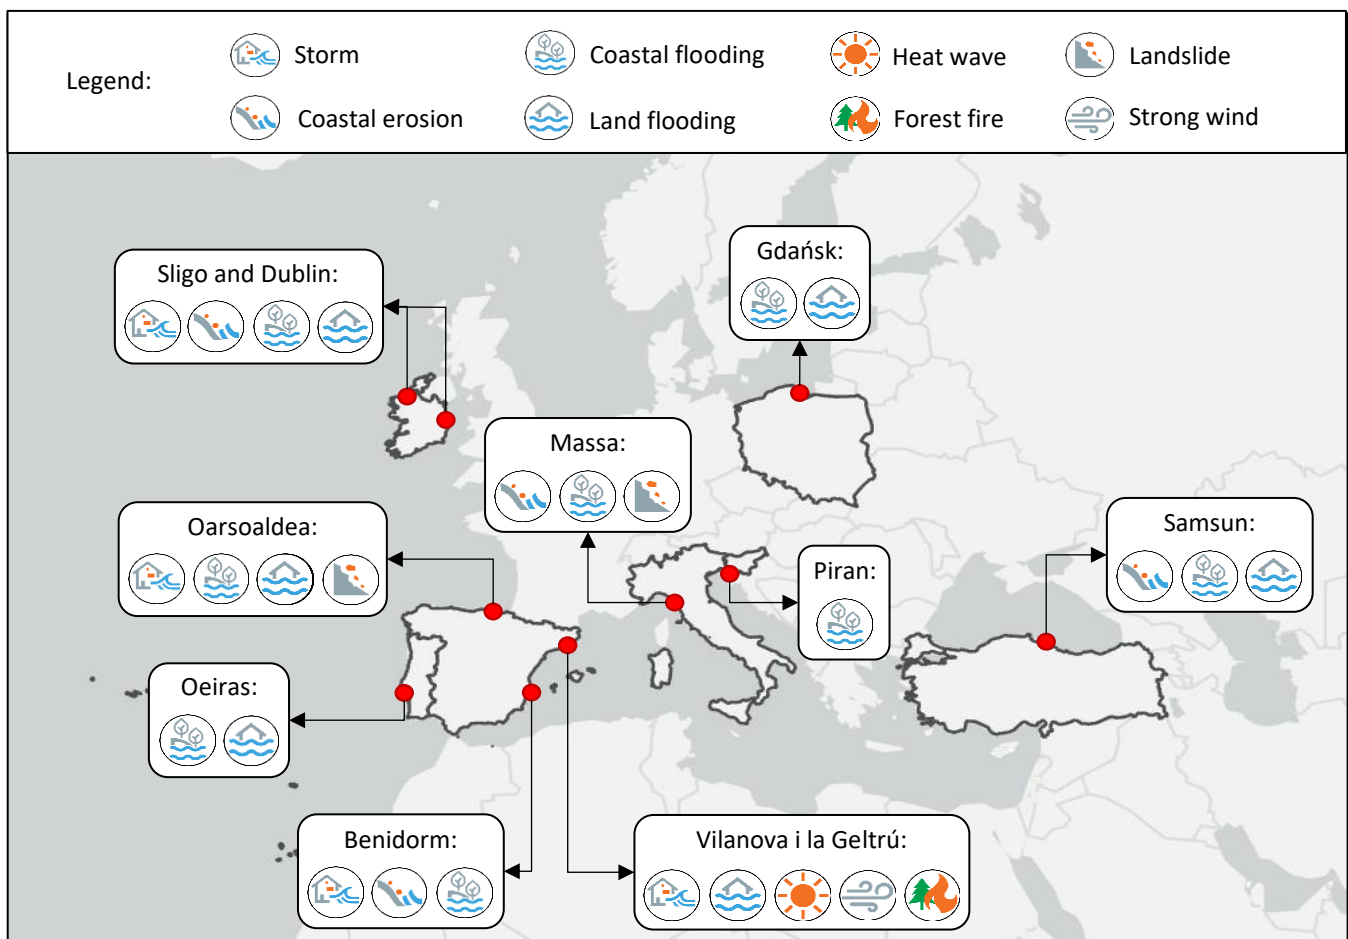 Legend:
Storm
Coastal flooding
Heat wave
Landslide
Coastal erosion
Land flooding
Forest fire
Strong wind
Sligo and Dublin:
Gdańsk:
Massa:
Oarsoaldea:
Samsun:
Piran:
Oeiras:
Benidorm:
Vilanova i la Geltrú: